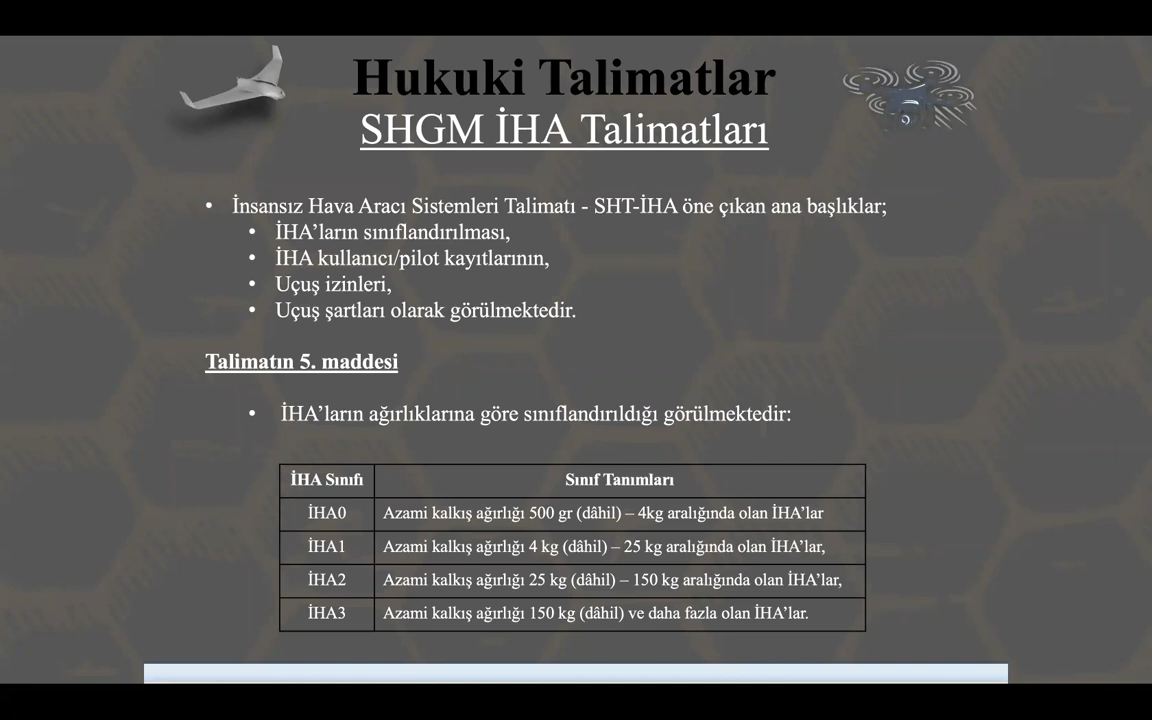 Hukuki Talimatlar
SHGM İHA Talimatları
• İnsansız Hava Aracı Sistemleri Talimatı - SHT-İHA öne çıkan ana başlıklar;
• İHA'ların sınıflandırılması,
• İHA kullanıcı/pilot kayıtlarının,
• Uçuş izinleri,
• Uçuş şartları olarak görülmektedir.
Talimatın 5. maddesi
• İHA'ların ağırlıklarına göre sınıflandırıldığı görülmektedir:
İHA Sınıfı Sınıf Tanımları
İHA0 Azami kalkış ağırlığı 500 gr (dâhil) – 4kg aralığında olan İHA'lar
İHA1 Azami kalkış ağırlığı 4 kg (dâhil) – 25 kg aralığında olan İHA'lar,
İHA2 Azami kalkış ağırlığı 25 kg (dâhil) – 150 kg aralığında olan İHA'lar,
İHA3 Azami kalkış ağırlığı 150 kg (dâhil) ve daha fazla olan İHA'lar.